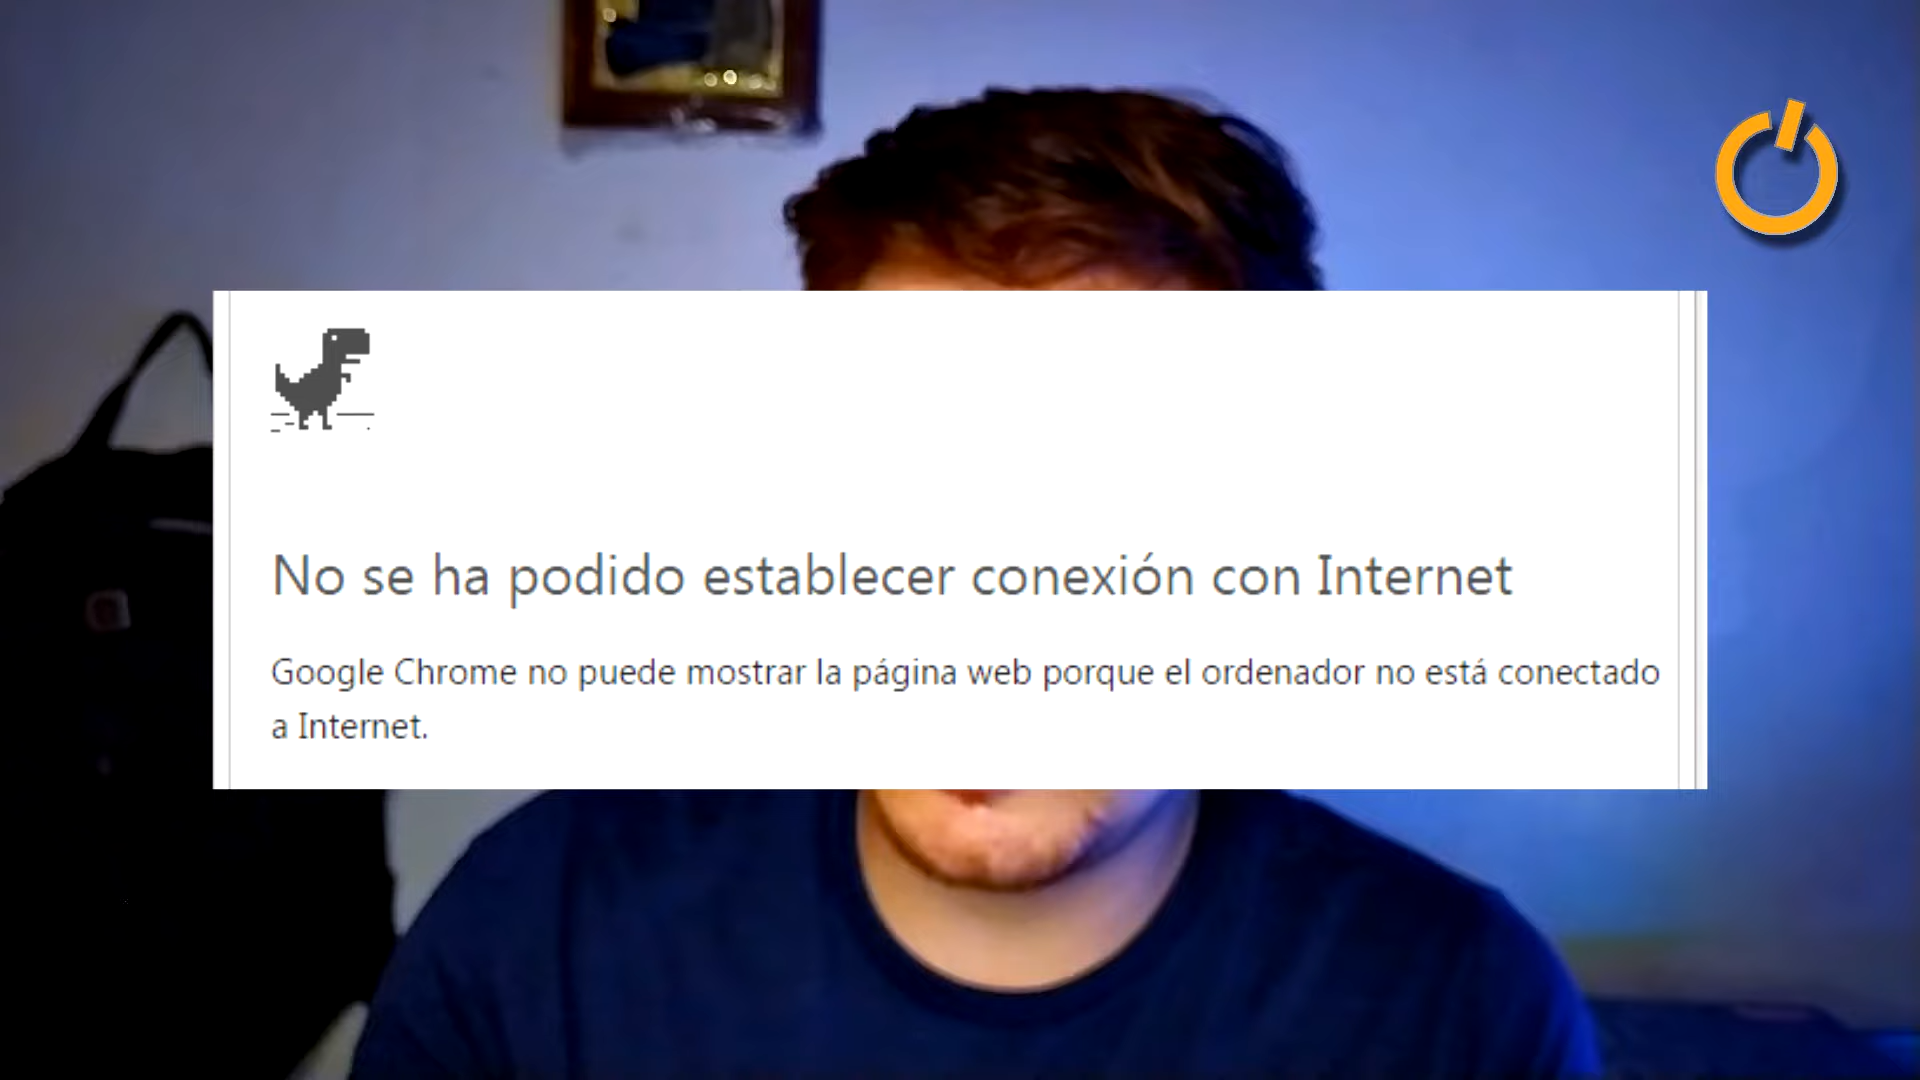 No se ha podido establecer conexión con Internet
Google Chrome no puede mostrar la página web porque el ordenador no está conectado
a Internet.